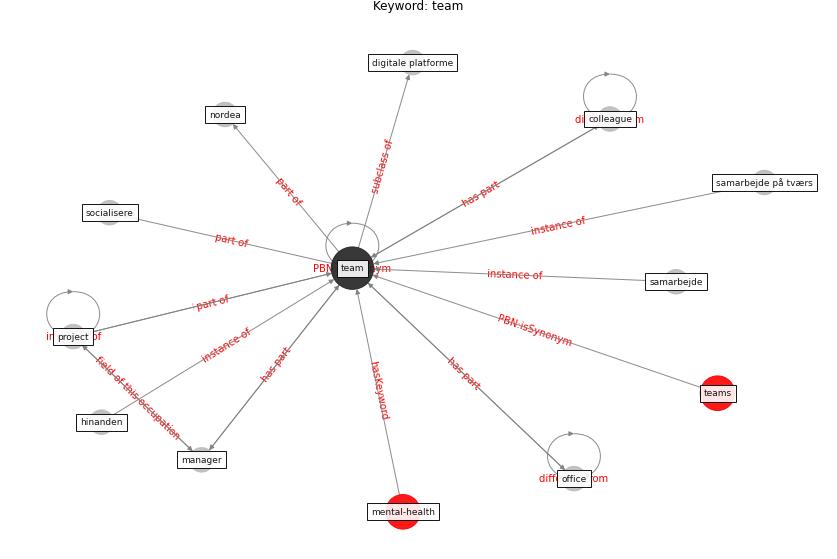 Keyword: team
digitale platforme
nordea
colleague
has part
subclass of
part of
samarbejde på tværs
instance of
socialisere
part of
team
instance of
samarbejde
part of
project
PBN:isSynonym
instance of
has part
has part
teams
field of this occupation
hasKeyword
hinanden
manager
office
mental-health